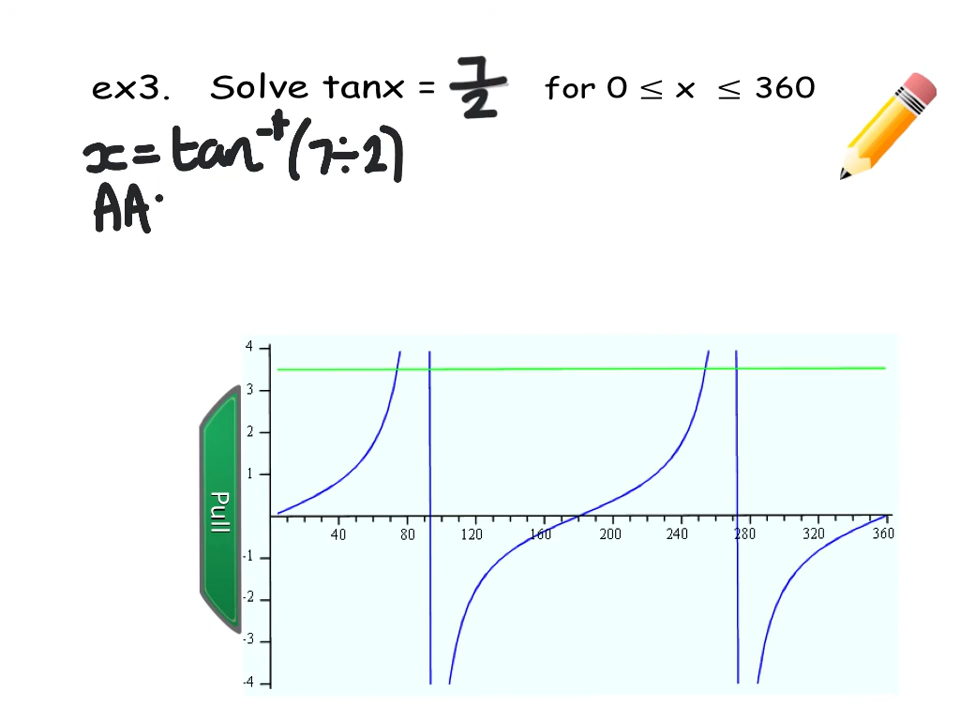 ex3. Solve tanx = 7/2 for 0 ≤ x ≤ 360
x = tan⁻¹(7÷2)
AA:
4
3
2
1
-1
-2
-3
-4
40 80 120 160 200 240 280 320 360
Pull